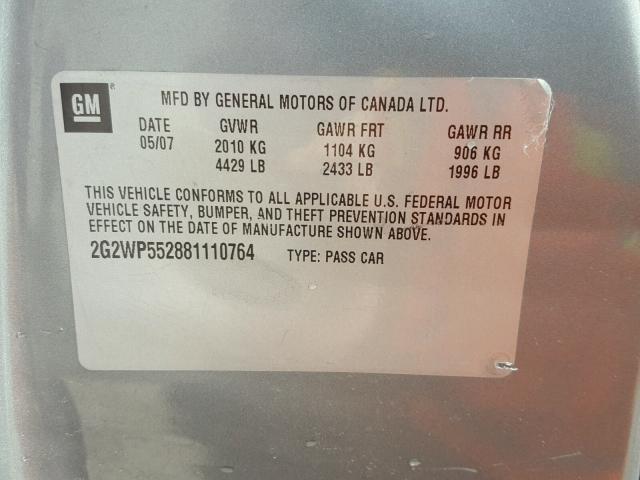 GM®
MFD BY GENERAL MOTORS OF CANADA LTD.
DATE GVWR GAWR FRT GAWR RR
05/07 2010 KG 1104 KG 906 KG
4429 LB 2433 LB 1996 LB
THIS VEHICLE CONFORMS TO ALL APPLICABLE U.S. FEDERAL MOTOR
VEHICLE SAFETY, BUMPER, AND THEFT PREVENTION STANDARDS IN
EFFECT ON THE DATE OF MANUFACTURE SHOWN ABOVE.
2G2WP552881110764 TYPE: PASS CAR